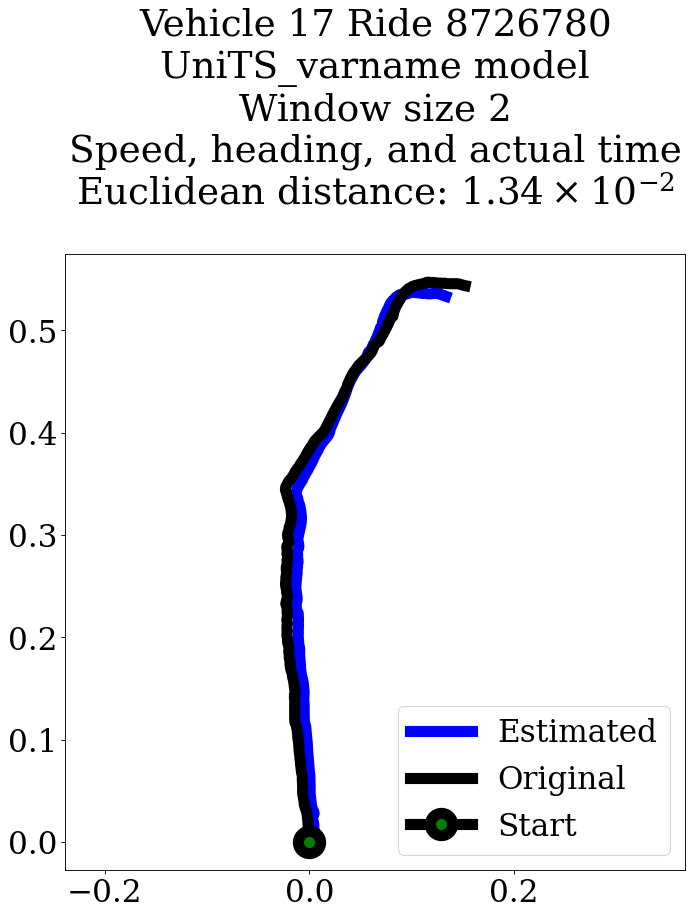 Vehicle 17 Ride 8726780
UniTS_varname model
Window size 2
Speed, heading, and actual time
Euclidean distance: 1.34 × 10⁻²
0.5
0.4
0.3
0.2
0.1
0.0
Estimated
Original
Start
−0.2
0.0
0.2